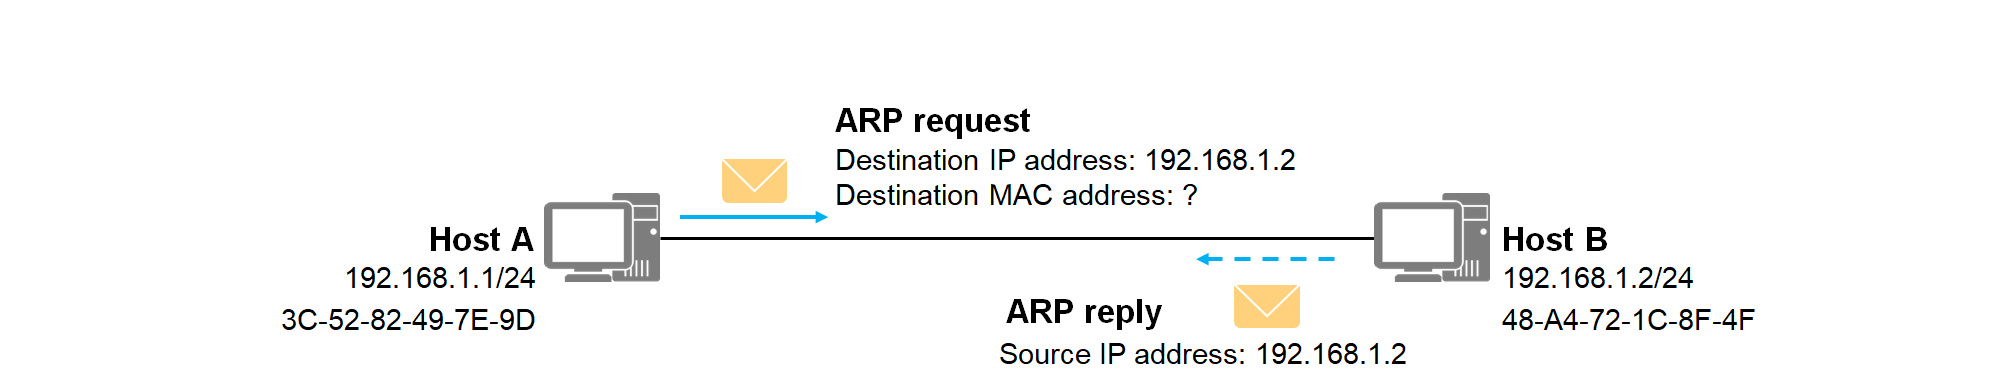 ARP request
Destination IP address: 192.168.1.2
Destination MAC address: ?
Host A
192.168.1.1/24
3C-52-82-49-7E-9D
Host B
192.168.1.2/24
48-A4-72-1C-8F-4F
ARP reply
Source IP address: 192.168.1.2